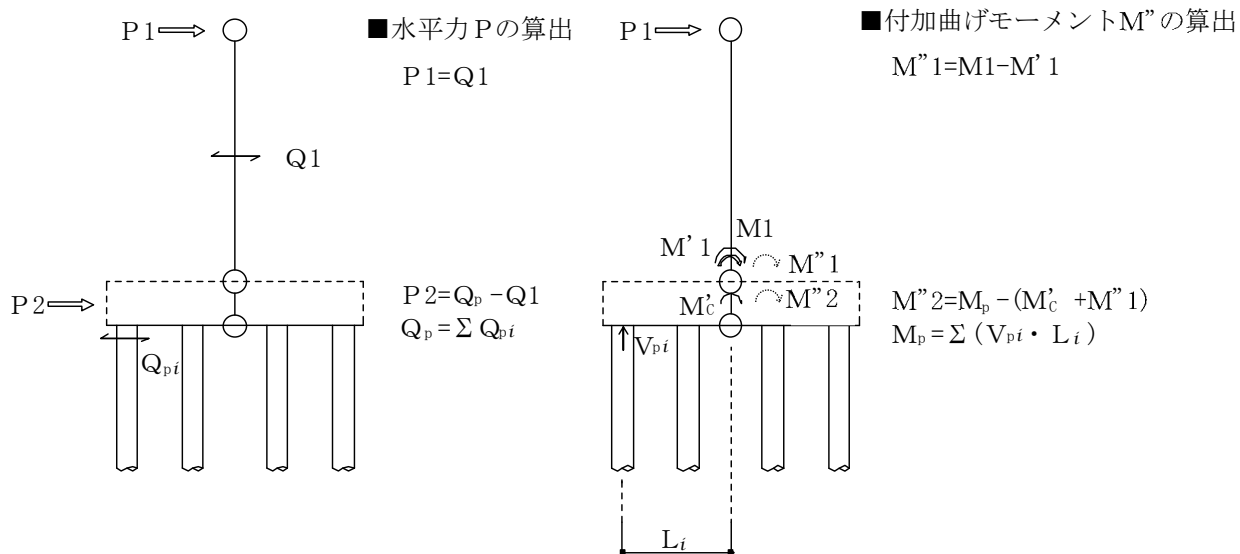 P1
■水平力Pの算出
P1=Q1
Q1
P2
P2=Qp-Q1
Qp=ΣQpi
Qpi
P1
■付加曲げモーメントM”の算出
M”1=M1-M’1
M1
M’1
M”1
M’c
M”2
M”2=Mp-(M’c+M”1)
Mp=Σ(Vpi・Li)
Vpi
Li